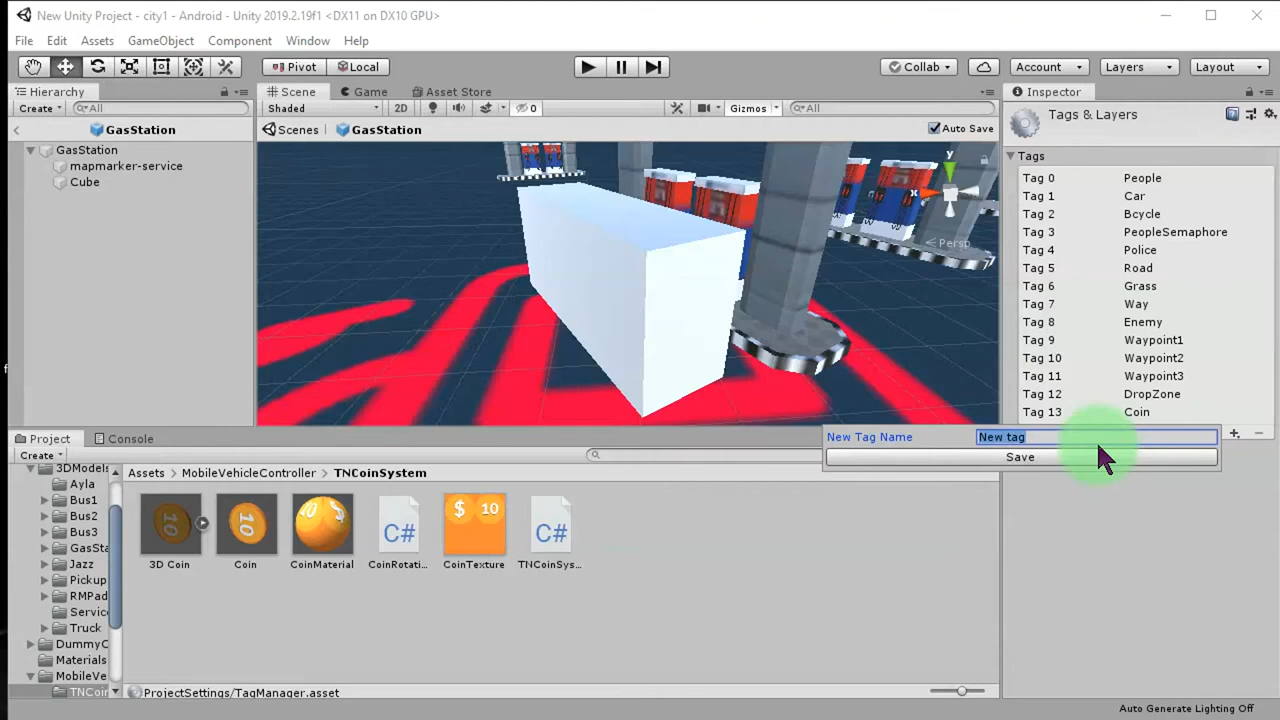 New Unity Project - city1 - Android - Unity 2019.2.19f1 <DX11 on DX10 GPU>
File Edit Assets GameObject Component Window Help
Pivot Local Collab Account Layers Layout
Hierarchy Scene Game Asset Store Inspector
Create All Shaded 2D 0 Gizmos All
Tags & Layers
GasStation Scenes GasStation Auto Save
GasStation
mapmarker-service
Cube
y
x
Persp
Tags
Tag 0 People
Tag 1 Car
Tag 2 Bcycle
Tag 3 PeopleSemaphore
Tag 4 Police
Tag 5 Road
Tag 6 Grass
Tag 7 Way
Tag 8 Enemy
Tag 9 Waypoint1
Tag 10 Waypoint2
Tag 11 Waypoint3
Tag 12 DropZone
Tag 13 Coin
New Tag Name New tag
Save
Project Console
Create
Assets > MobileVehicleController > TNCoinSystem
3DModels
Ayla
Bus1
Bus2
Bus3
GasSta
Jazz
Pickup
RMPad
Service
Truck
DummyC
Materials
MobileVe
TNCoin
3D Coin Coin CoinMaterial CoinRotati... CoinTexture TNCoinSys...
ProjectSettings/TagManager.asset
Auto Generate Lighting Off